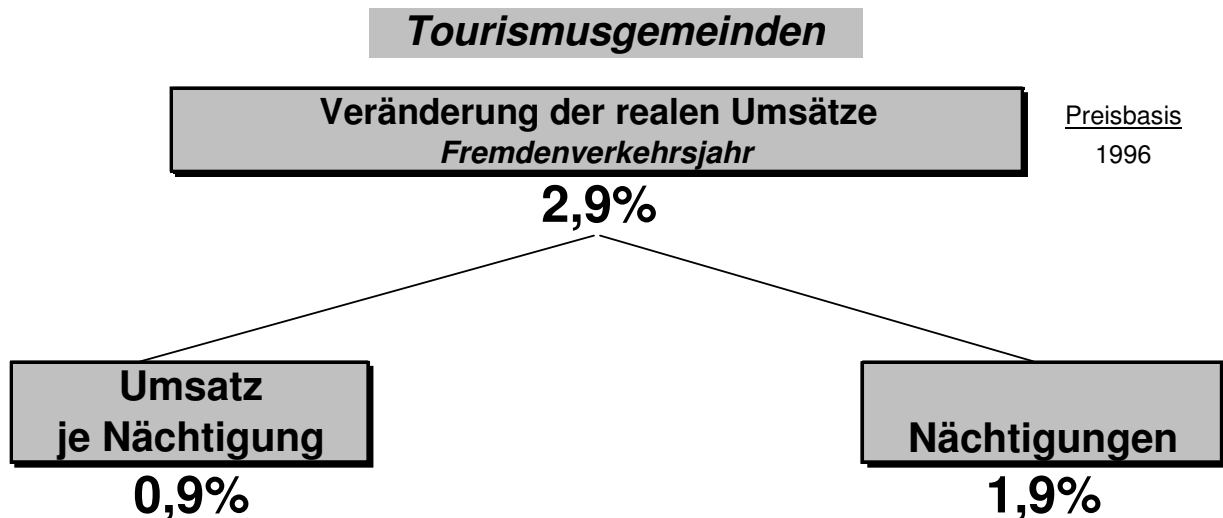 Tourismusgemeinden
Veränderung der realen Umsätze
Fremdenverkehrsjahr
Preisbasis
1996
2,9%
Umsatz
je Nächtigung
0,9%
Nächtigungen
1,9%